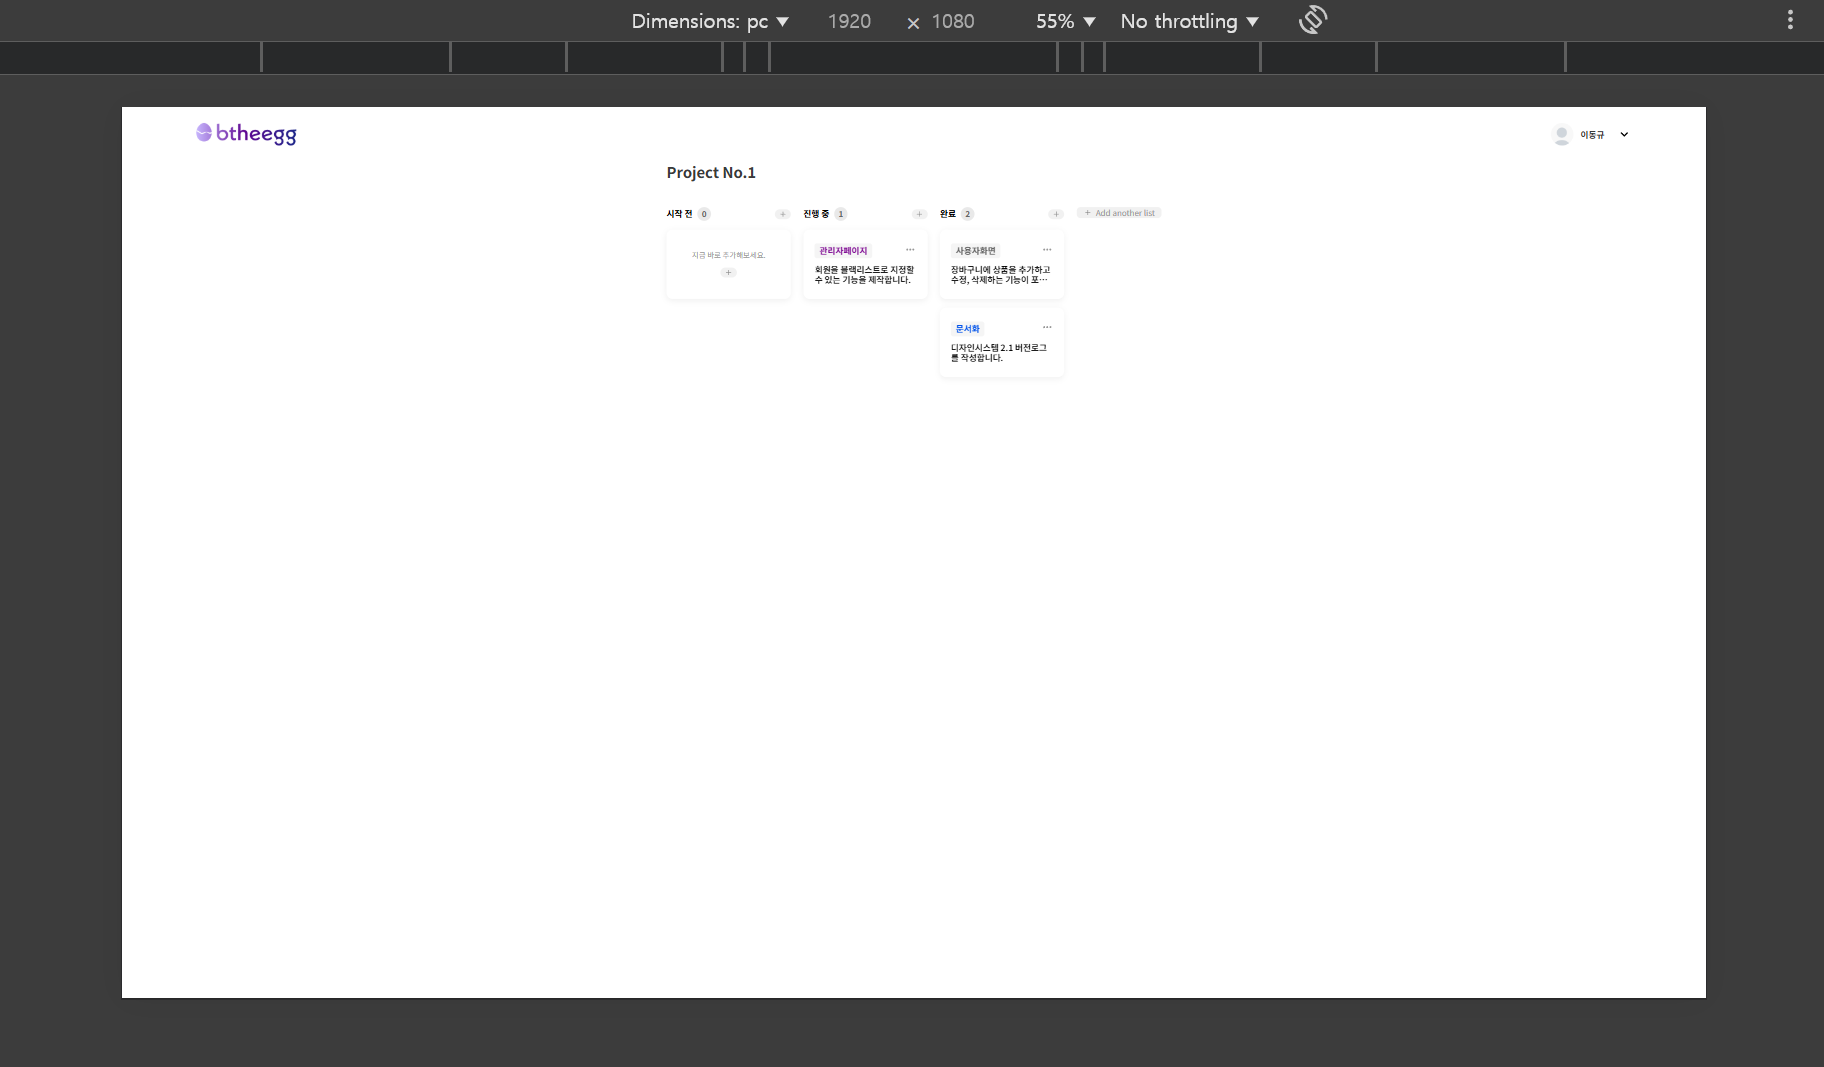 Dimensions: pc ▼ 1920 × 1080 55% ▼ No throttling ▼
btheegg
이동규
Project No.1
시작 전 0 +
지금 바로 추가해보세요.
+
진행 중 1 +
관리자페이지 ···
회원을 블랙리스트로 지정할
수 있는 기능을 제작합니다.
완료 2 +
사용자화면 ···
장바구니에 상품을 추가하고
수정, 삭제하는 기능이 포…
문서화 ···
디자인시스템 2.1 버전로그
를 작성합니다.
+ Add another list